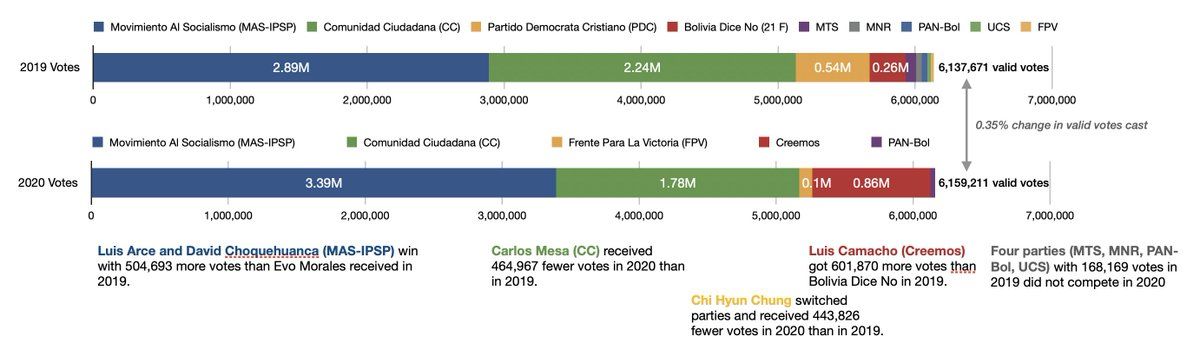 Movimiento Al Socialismo (MAS-IPSP) Comunidad Ciudadana (CC) Partido Democrata Cristiano (PDC) Bolivia Dice No (21 F) MTS MNR PAN-Bol UCS FPV
2019 Votes 2.89M 2.24M 0.54M 0.26M 6,137,671 valid votes
0 1,000,000 2,000,000 3,000,000 4,000,000 5,000,000 6,000,000 7,000,000
0.35% change in valid votes cast
Movimiento Al Socialismo (MAS-IPSP) Comunidad Ciudadana (CC) Frente Para La Victoria (FPV) Creemos PAN-Bol
2020 Votes 3.39M 1.78M 0.1M 0.86M 6,159,211 valid votes
0 1,000,000 2,000,000 3,000,000 4,000,000 5,000,000 6,000,000 7,000,000
Luis Arce and David Choquehuanca (MAS-IPSP) win
with 504,693 more votes than Evo Morales received in
2019.
Carlos Mesa (CC) received
464,967 fewer votes in 2020 than
in 2019.
Luis Camacho (Creemos)
got 601,870 more votes than
Bolivia Dice No in 2019.
Four parties (MTS, MNR, PAN-
Bol, UCS) with 168,169 votes in
2019 did not compete in 2020
Chi Hyun Chung switched
parties and received 443,826
fewer votes in 2020 than in 2019.